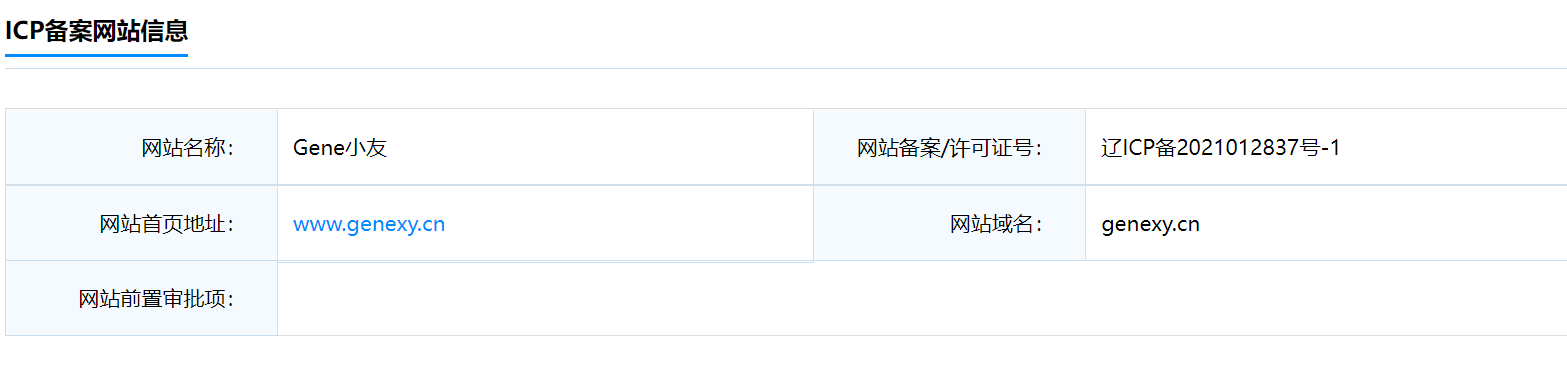 ICP备案网站信息
网站名称： Gene小友 网站备案/许可证号： 辽ICP备2021012837号-1
网站首页地址： www.genexy.cn 网站域名： genexy.cn
网站前置审批项：